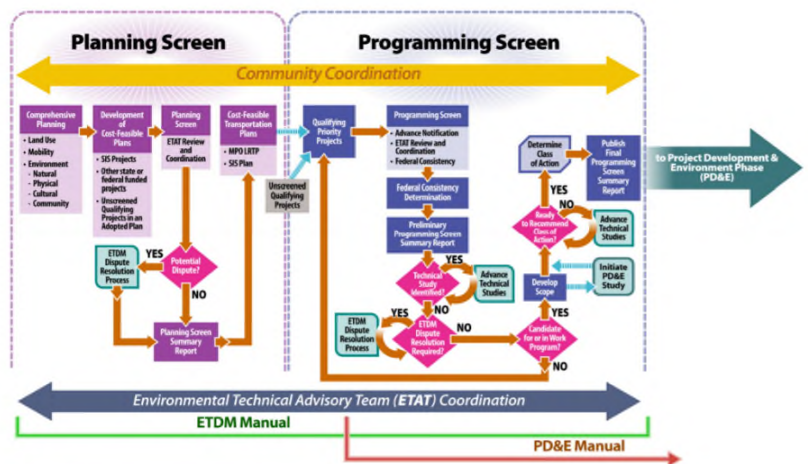 Planning Screen
Programming Screen
Community Coordination
Comprehensive
Planning
• Land Use
• Mobility
• Environment
- Natural
- Physical
- Cultural
- Community
Development
of
Cost-Feasible Plans
• SIS Projects
• Other state or
federal funded
projects
• Unscreened
Qualifying
Projects in an
Adopted Plan
Planning
Screen
ETAT Review
and
Coordination
Cost-Feasible
Transportation
Plans
• MPO LRTP
• SIS Plan
Potential
Dispute?
YES
NO
ETDM
Dispute
Resolution
Process
Planning Screen
Summary
Report
Unscreened
Qualifying
Projects
Qualifying
Priority
Projects
Programming
Screen
• Advance Notification
• ETAT Review and
Coordination
• Federal Consistency
Federal Consistency
Determination
Preliminary
Programming Screen
Summary Report
Technical
Study
Identified?
YES
NO
Advance
Technical
Studies
ETDM
Dispute
Resolution
Required?
YES
NO
ETDM
Dispute
Resolution
Process
Candidate
for or in Work
Program?
YES
NO
Develop
Scope
Initiate
PD&E
Study
Ready
to Recommend
Class of
Action?
YES
NO
Advance
Technical
Studies
Determine
Class
of Action
Publish
Final
Programming
Screen
Summary
Report
to Project Development &
Environment Phase
(PD&E)
Environmental Technical Advisory Team (ETAT) Coordination
ETDM Manual
PD&E Manual